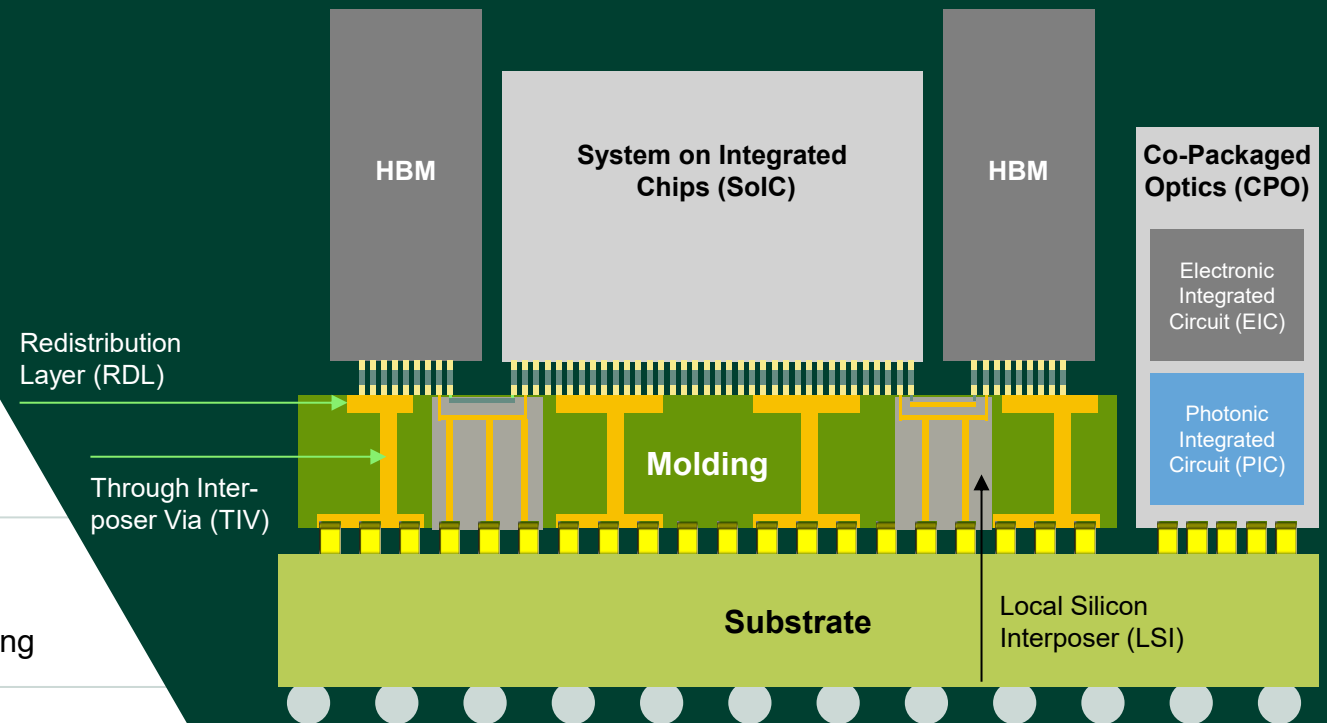 HBM
System on Integrated
Chips (SoIC)
HBM
Co-Packaged
Optics (CPO)
Electronic
Integrated
Circuit (EIC)
Redistribution
Layer (RDL)
Photonic
Integrated
Circuit (PIC)
Molding
Through Inter-
poser Via (TIV)
Substrate
Local Silicon
Interposer (LSI)
ng